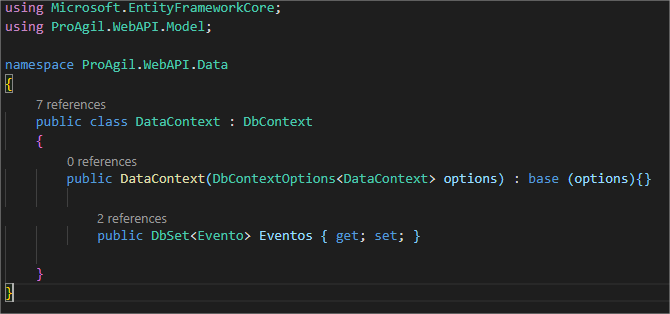 using Microsoft.EntityFrameworkCore;
using ProAgil.WebAPI.Model;
namespace ProAgil.WebAPI.Data
{
7 references
public class DataContext : DbContext
{
0 references
public DataContext(DbContextOptions<DataContext> options) : base (options){}
2 references
public DbSet<Evento> Eventos { get; set; }
}
}